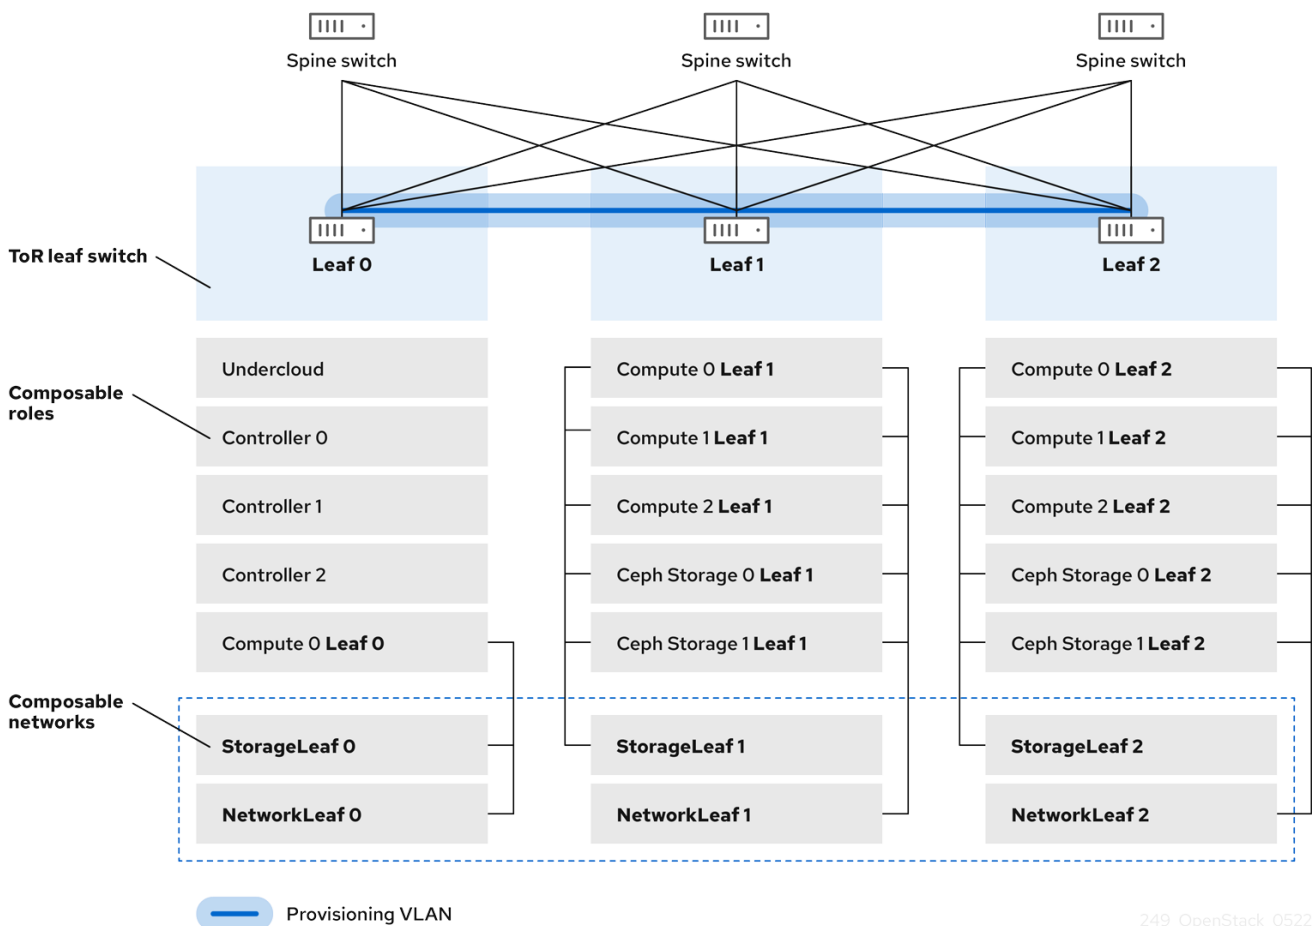 Spine switch
Spine switch
Spine switch
ToR leaf switch
Leaf 0
Leaf 1
Leaf 2
Composable
roles
Undercloud
Controller 0
Controller 1
Controller 2
Compute 0 Leaf 0
Compute 0 Leaf 1
Compute 1 Leaf 1
Compute 2 Leaf 1
Ceph Storage 0 Leaf 1
Ceph Storage 1 Leaf 1
Compute 0 Leaf 2
Compute 1 Leaf 2
Compute 2 Leaf 2
Ceph Storage 0 Leaf 2
Ceph Storage 1 Leaf 2
Composable
networks
StorageLeaf 0
NetworkLeaf 0
StorageLeaf 1
NetworkLeaf 1
StorageLeaf 2
NetworkLeaf 2
Provisioning VLAN
249_OpenStack_0522